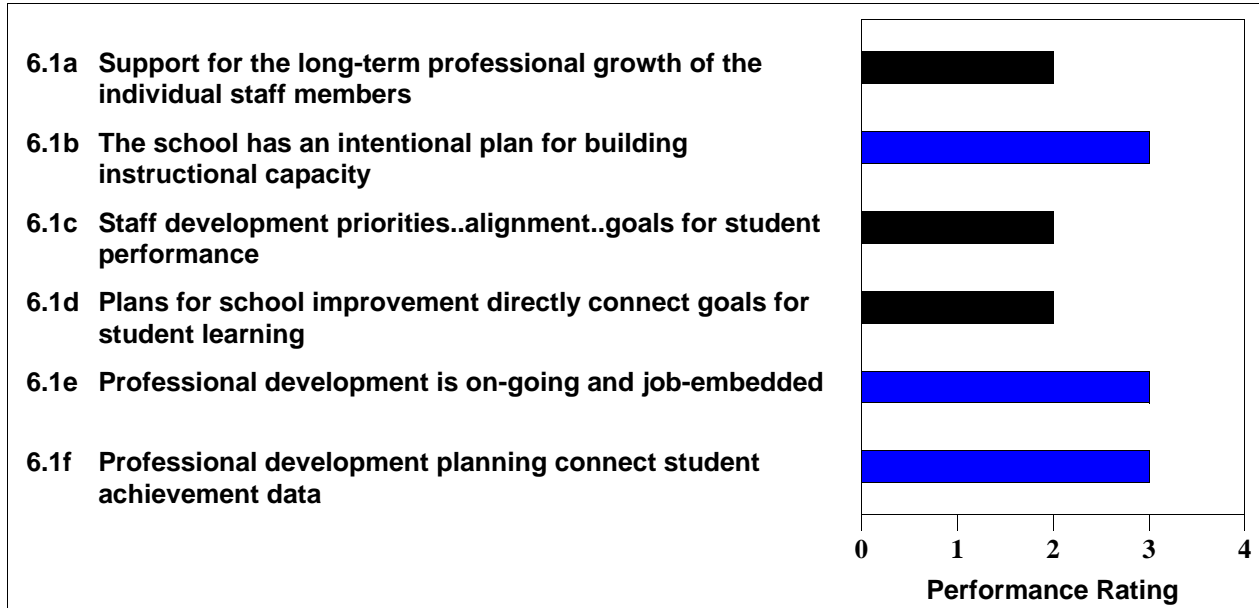 6.1a Support for the long-term professional growth of the
individual staff members
6.1b The school has an intentional plan for building
instructional capacity
6.1c Staff development priorities..alignment..goals for student
performance
6.1d Plans for school improvement directly connect goals for
student learning
6.1e Professional development is on-going and job-embedded
6.1f Professional development planning connect student
achievement data
0 1 2 3 4
Performance Rating